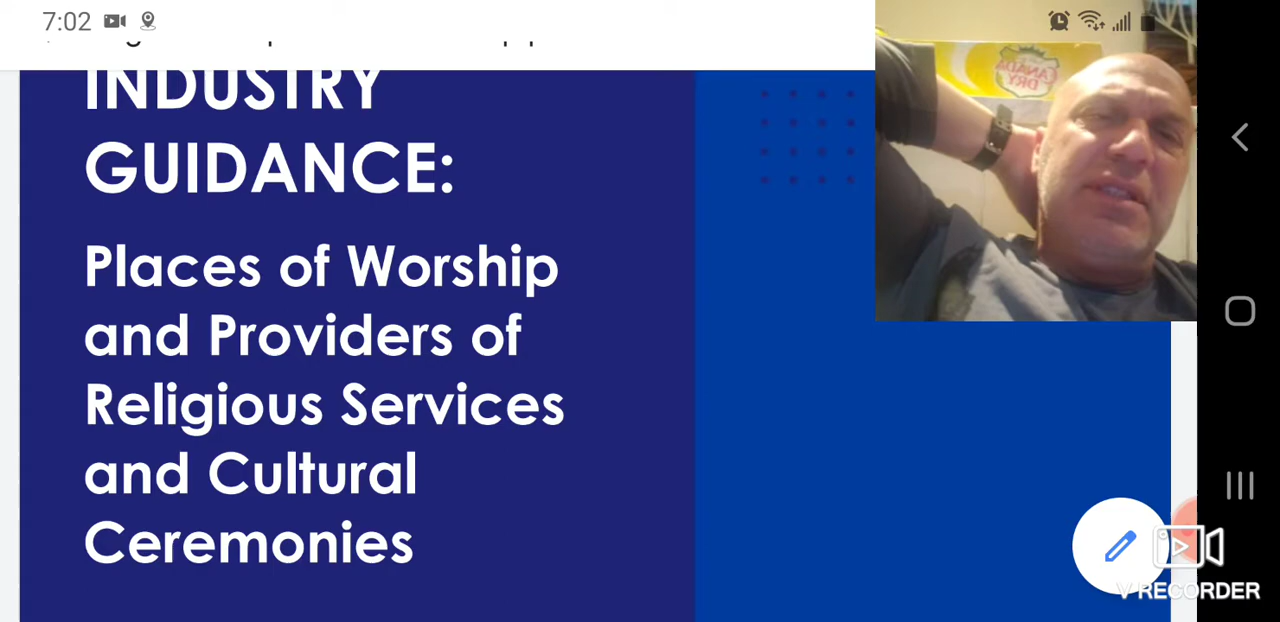 7:02
INDUSTRY
GUIDANCE:
Places of Worship
and Providers of
Religious Services
and Cultural
Ceremonies
CANADA
DRY
V RECORDER